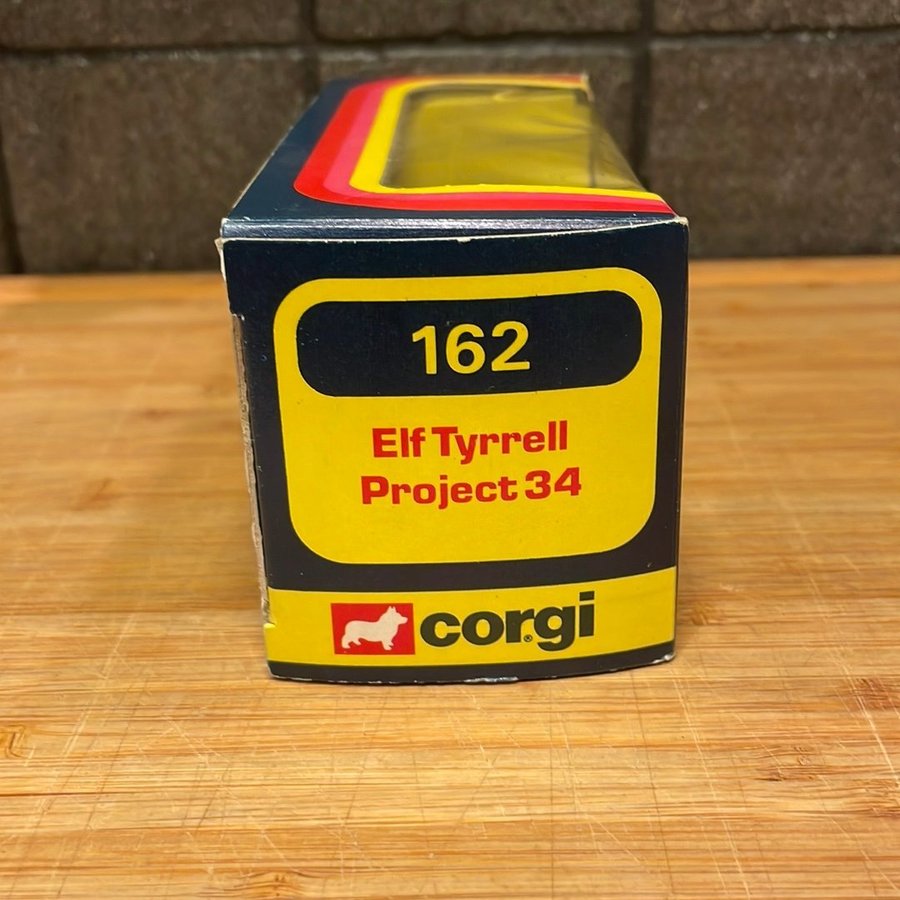 162
Elf Tyrrell
Project 34
corgi®